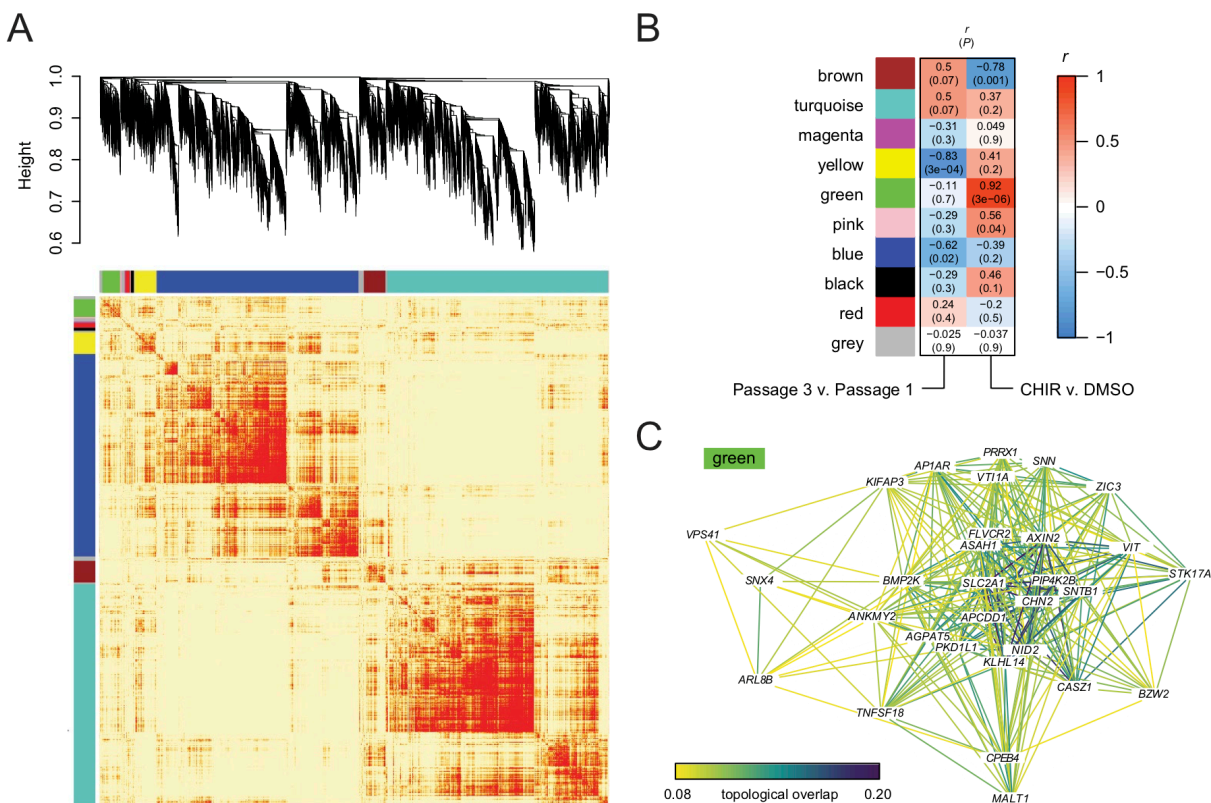 A
Height
1.0
0.9
0.8
0.7
0.6
B
r
(P)
brown 0.5 −0.78
(0.07) (0.001)
turquoise 0.5 0.37
(0.07) (0.2)
magenta −0.31 0.049
(0.3) (0.9)
yellow −0.83 0.41
(3e−04) (0.2)
green −0.11 0.92
(0.7) (3e−06)
pink −0.29 0.56
(0.3) (0.04)
blue −0.62 −0.39
(0.02) (0.2)
black −0.29 0.46
(0.3) (0.1)
red 0.24 −0.2
(0.4) (0.5)
grey −0.025 −0.037
(0.9) (0.9)
Passage 3 v. Passage 1 CHIR v. DMSO
r
1
0.5
0
−0.5
−1
C
green
PRRX1
AP1AR
SNN
KIFAP3
VTI1A
ZIC3
VPS41
FLVCR2
AXIN2
ASAH1
VIT
STK17A
SNX4
BMP2K
SLC2A1
PIP4K2B
SNTB1
CHN2
ANKMY2
APCDD1
AGPAT5
PKD1L1
NID2
KLHL14
ARL8B
CASZ1
BZW2
TNFSF18
CPEB4
MALT1
0.08 topological overlap 0.20